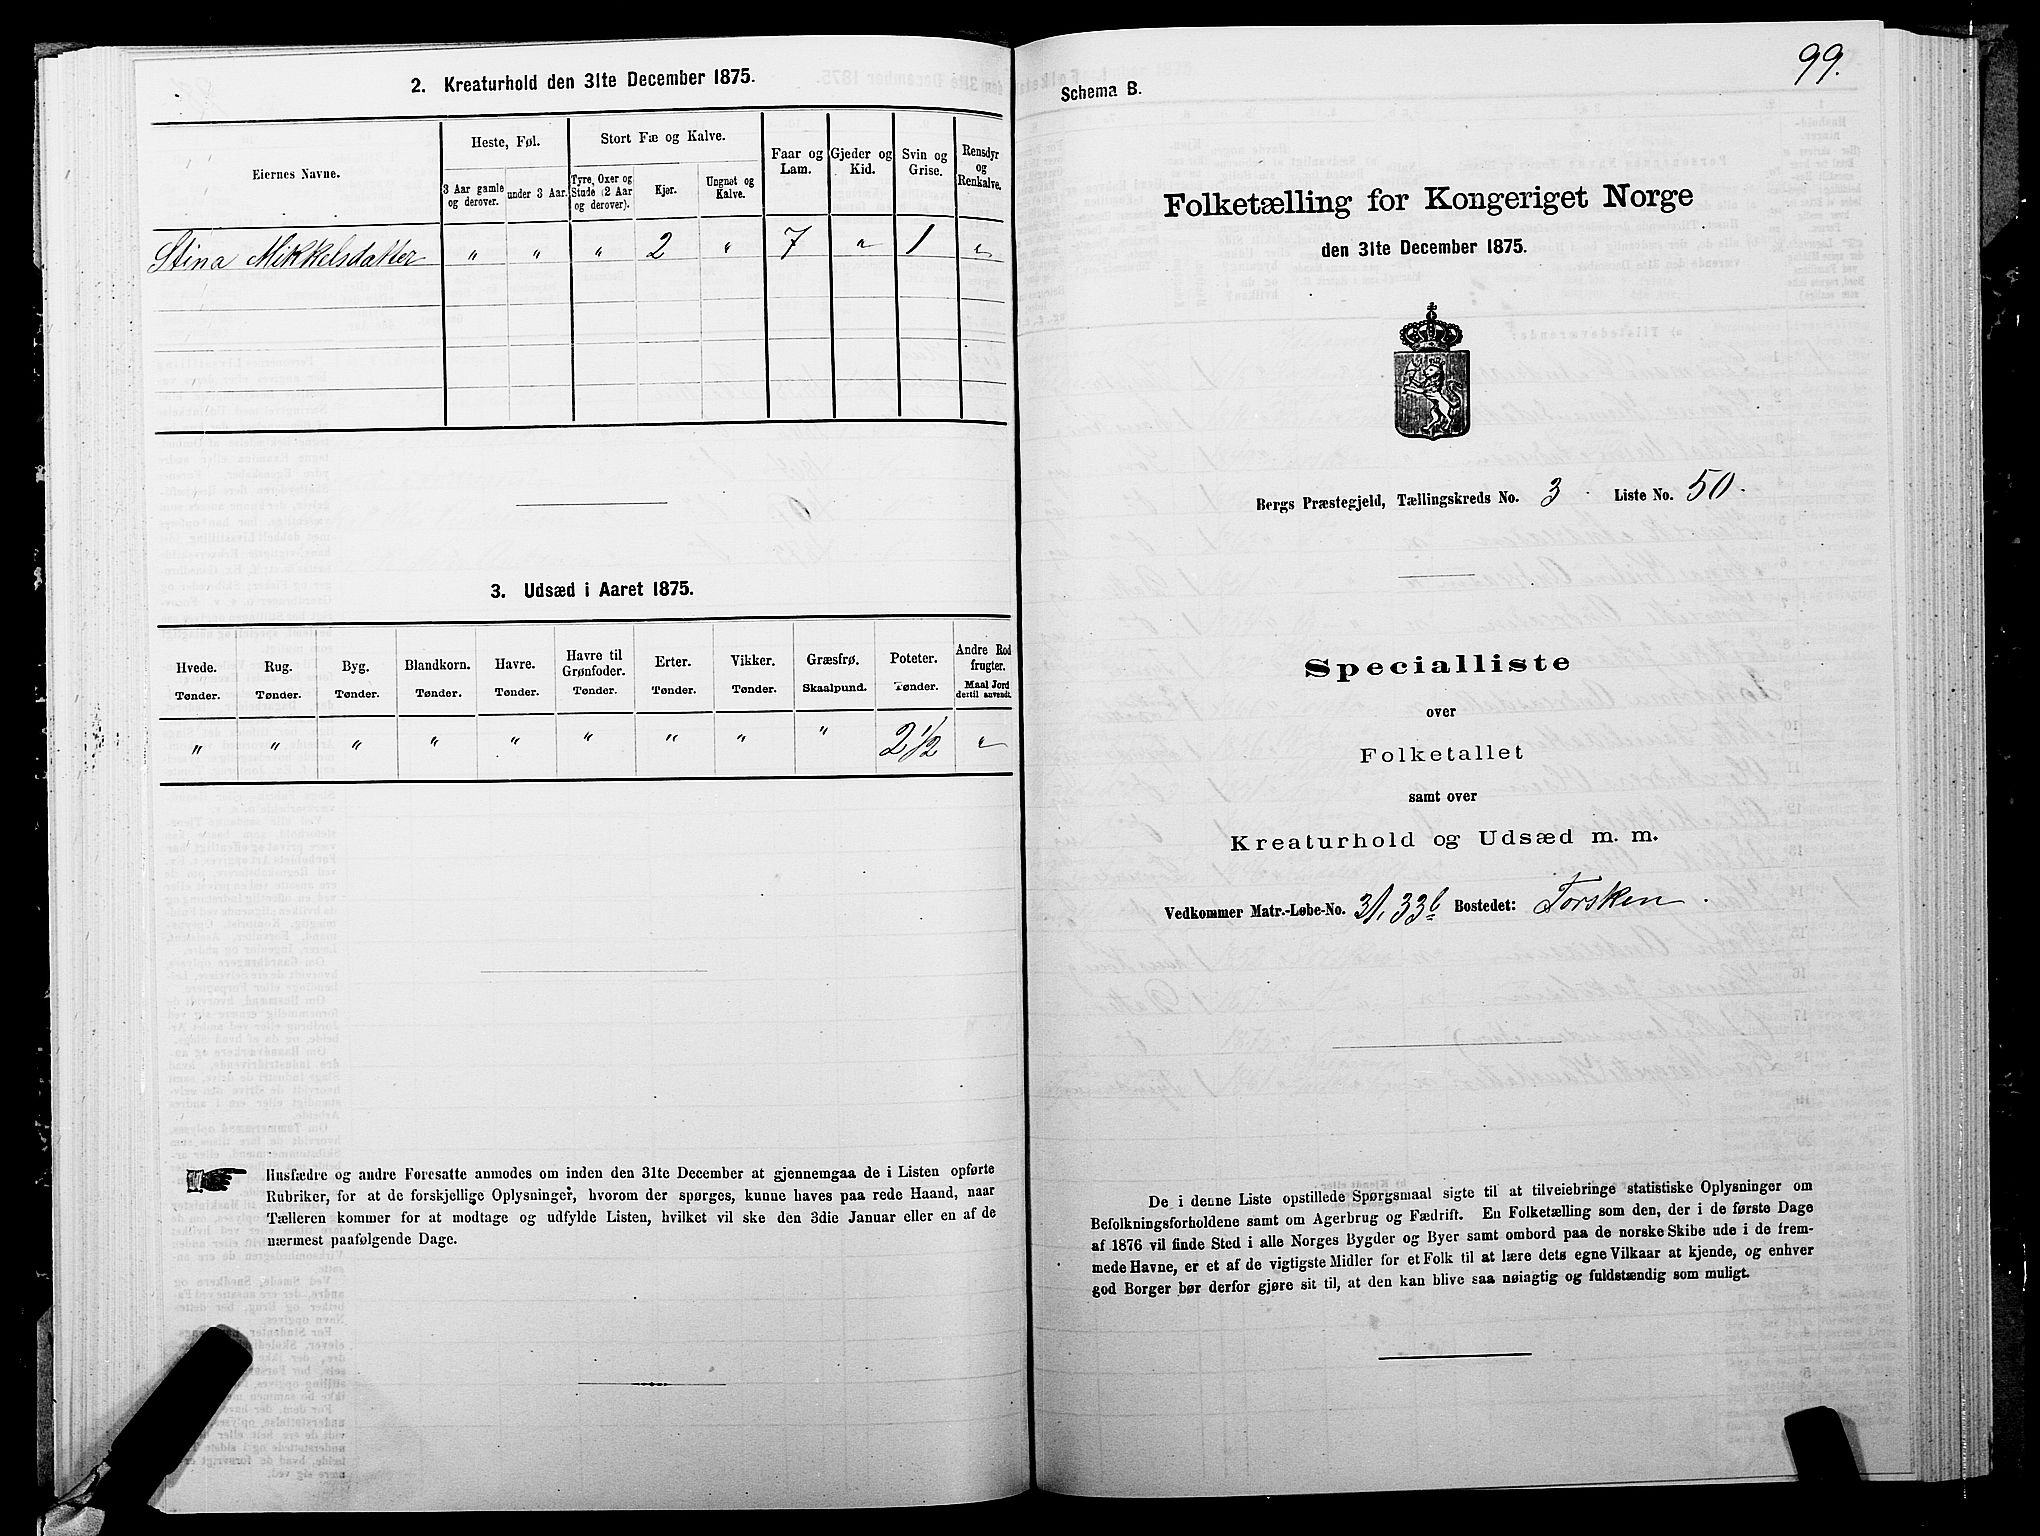 2. Kreaturhold den 31te December 1875.
Eiernes Navne.
Heste, Føl.
Stort Fæ og Kalve.
Faar og
Lam.
Gjeder og
Kid.
Svin og
Grise.
Rensdyr
og
Renkalve.
3 Aar gamle
og derover.
under 3 Aar.
Tyre, Oxer og
Stude (2 Aar
og derover).
Kjør.
Ungnøt og
Kalve.
Stina Mikkelsdatter " " " 2 " 7 " 1 "
3. Udsæd i Aaret 1875.
Hvede.
Tønder.
Rug.
Tønder.
Byg.
Tønder.
Blandkorn.
Tønder.
Havre.
Tønder.
Havre til
Grønfoder.
Tønder.
Erter.
Tønder.
Vikker.
Tønder.
Græsfrø.
Skaalpund.
Poteter.
Tønder.
Andre Rod
frugter.
Maal Jord
dertil anvendt.
" " " " " " " " " 2 1/2 "
Husfædre og andre Foresatte anmodes om inden den 31te December at gjennemgaa de i Listen opførte
Rubriker, for at de forskjellige Oplysninger, hvorom der spørges, kunne haves paa rede Haand, naar
Tælleren kommer for at modtage og udfylde Listen, hvilket vil ske den 3die Januar eller en af de
nærmest paafølgende Dage.
99.
Schema B.
Folketælling for Kongeriget Norge
den 31te December 1875.
Bergs Præstegjeld, Tællingskreds No. 3 Liste No. 50.
Specialliste
over
Folketallet
samt over
Kreaturhold og Udsæd m. m.
Vedkommer Matr.-Løbe-No. 31, 33b Bostedet: Torsken.
De i denne Liste opstillede Spørgsmaal sigte til at tilveiebringe statistiske Oplysninger om
Befolkningsforholdene samt om Agerbrug og Fædrift. En Folketælling som den, der i de første Dage
af 1876 vil finde Sted i alle Norges Bygder og Byer samt ombord paa de norske Skibe ude i de frem-
mede Havne, er et af de vigtigste Midler for et Folk til at lære dets egne Vilkaar at kjende, og enhver
god Borger bør derfor gjøre sit til, at den kan blive saa nøiagtig og fuldstændig som muligt.